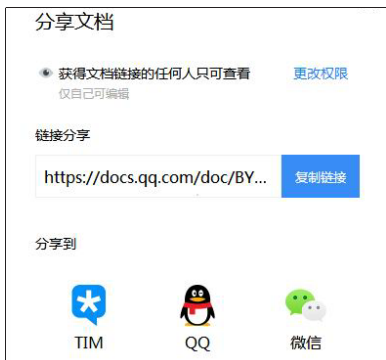 分享文档
获得文档链接的任何人只可查看 更改权限
仅自己可编辑
链接分享
https://docs.qq.com/doc/BY... 复制链接
分享到
TIM QQ 微信